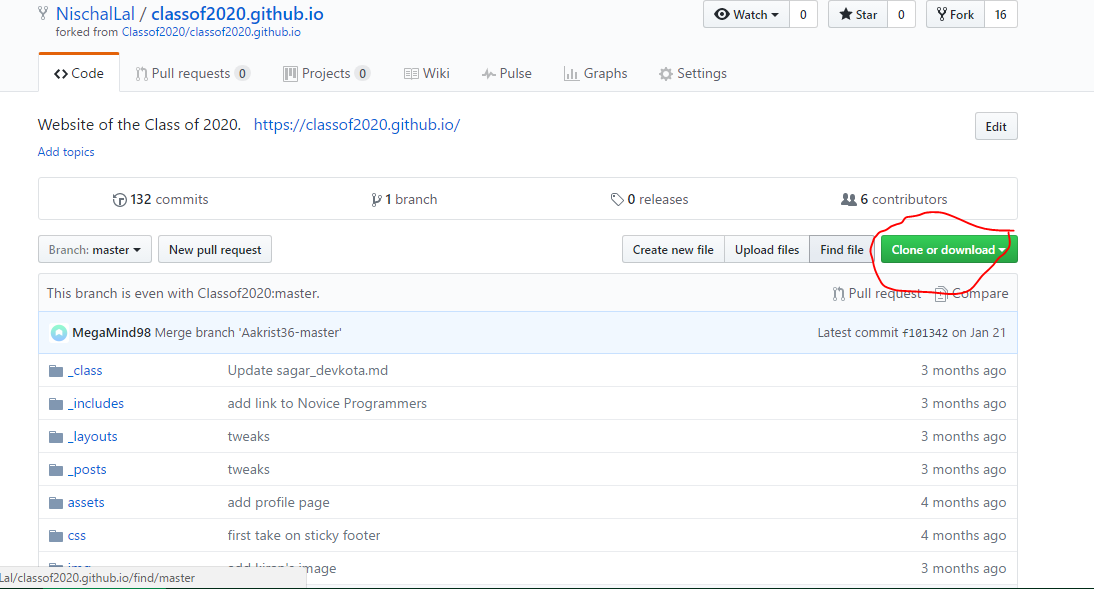 NischalLal / classof2020.github.io
forked from Classof2020/classof2020.github.io
Watch 0 Star 0 Fork 16
Code Pull requests 0 Projects 0 Wiki Pulse Graphs Settings
Website of the Class of 2020. https://classof2020.github.io/ Edit
Add topics
132 commits 1 branch 0 releases 6 contributors
Branch: master New pull request Create new file Upload files Find file Clone or download
This branch is even with Classof2020:master. Pull request Compare
MegaMind98 Merge branch 'Aakrist36-master' Latest commit f101342 on Jan 21
_class Update sagar_devkota.md 3 months ago
_includes add link to Novice Programmers 3 months ago
_layouts tweaks 3 months ago
_posts tweaks 3 months ago
assets add profile page 4 months ago
css first take on sticky footer 4 months ago
img add kiran's image 3 months ago
Lal/classof2020.github.io/find/master